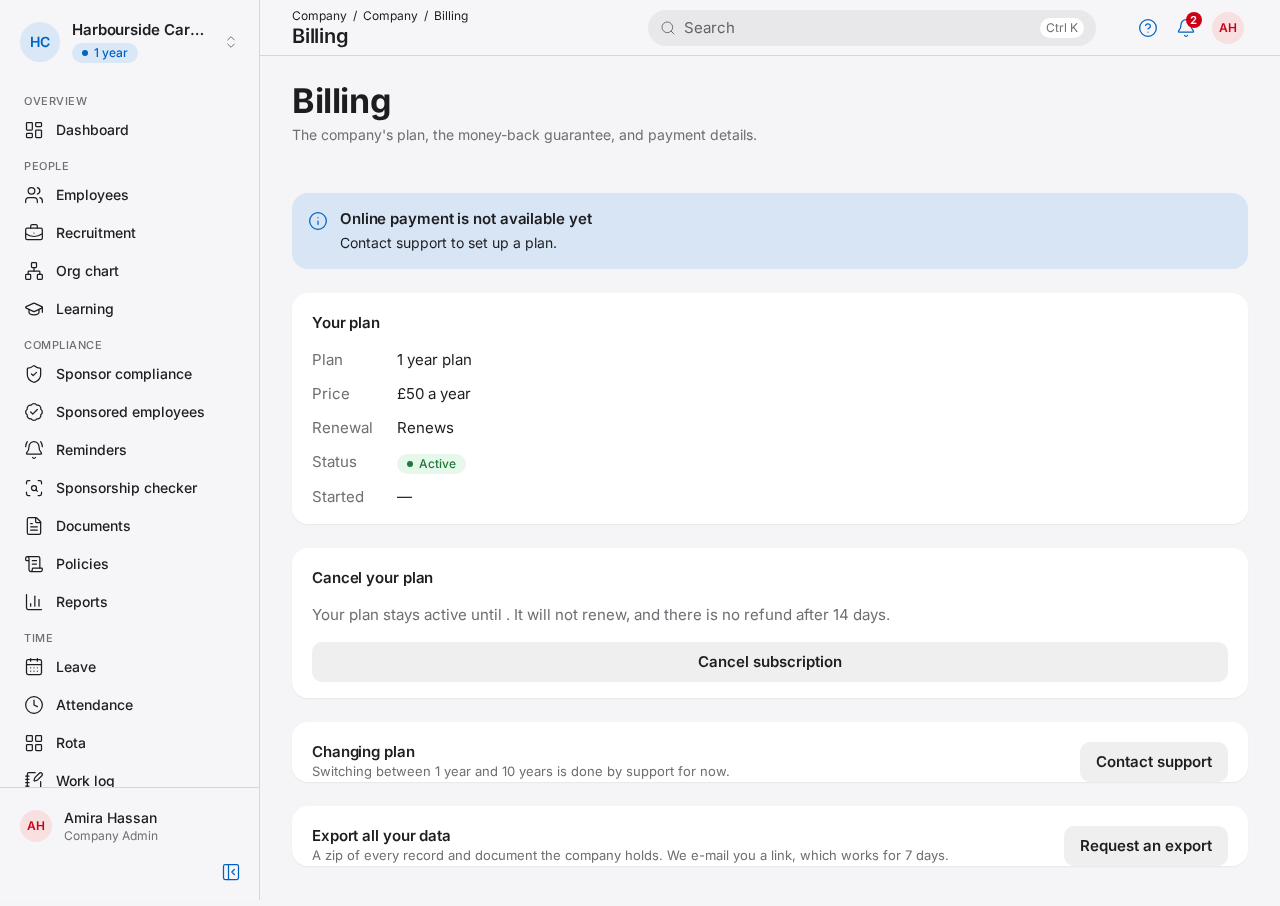 HC
Harbourside Car...
1 year
OVERVIEW
Dashboard
PEOPLE
Employees
Recruitment
Org chart
Learning
COMPLIANCE
Sponsor compliance
Sponsored employees
Reminders
Sponsorship checker
Documents
Policies
Reports
TIME
Leave
Attendance
Rota
Work log
AH
Amira Hassan
Company Admin
Company / Company / Billing
Billing
Search
Ctrl K
2
AH
Billing
The company's plan, the money-back guarantee, and payment details.
Online payment is not available yet
Contact support to set up a plan.
Your plan
Plan 1 year plan
Price £50 a year
Renewal Renews
Status Active
Started —
Cancel your plan
Your plan stays active until . It will not renew, and there is no refund after 14 days.
Cancel subscription
Changing plan
Switching between 1 year and 10 years is done by support for now.
Contact support
Export all your data
A zip of every record and document the company holds. We e-mail you a link, which works for 7 days.
Request an export